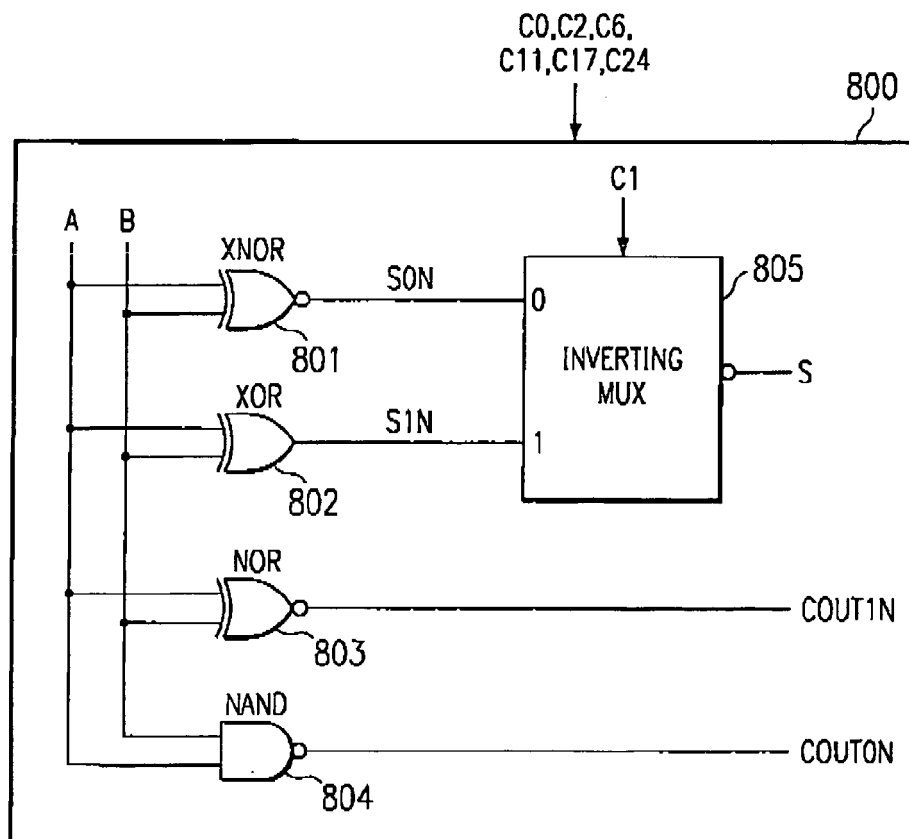 C0,C2,C6,
C11,C17,C24
800
C1
A B
XNOR
S0N
0
805
801
INVERTING
MUX
S
XOR
S1N
1
802
NOR
COUT1N
803
NAND
COUT0N
804